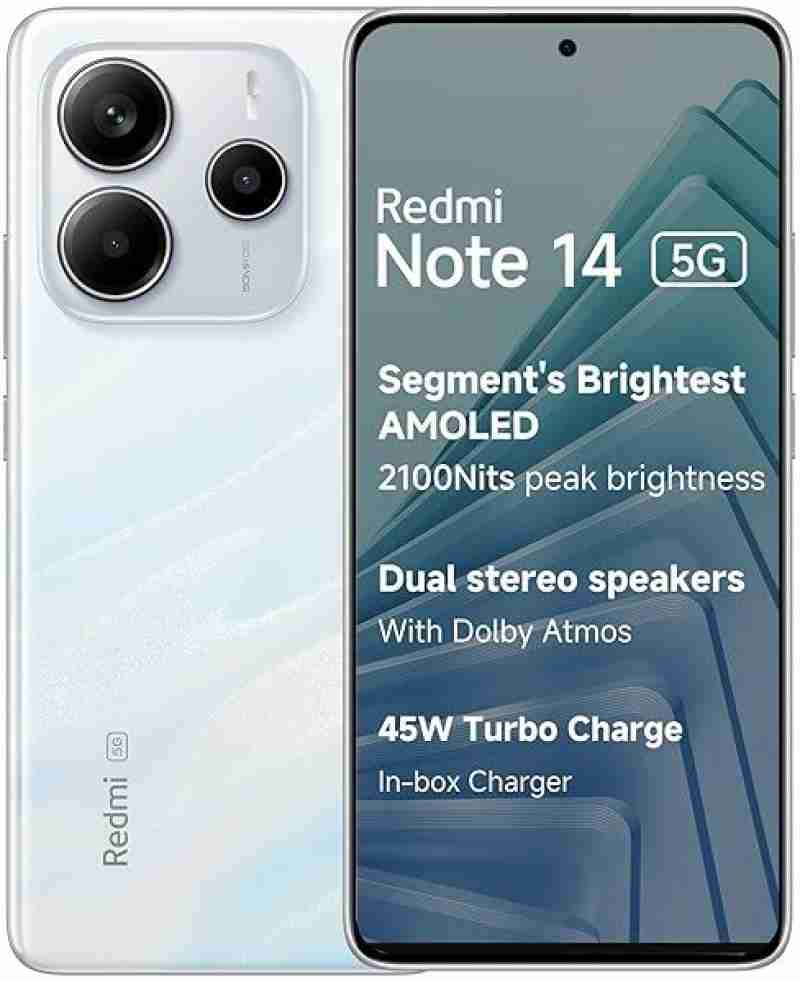 Redmi
Note 14 5G
Segment's Brightest
AMOLED
2100Nits peak brightness
Dual stereo speakers
With Dolby Atmos
45W Turbo Charge
In-box Charger
Redmi 5G